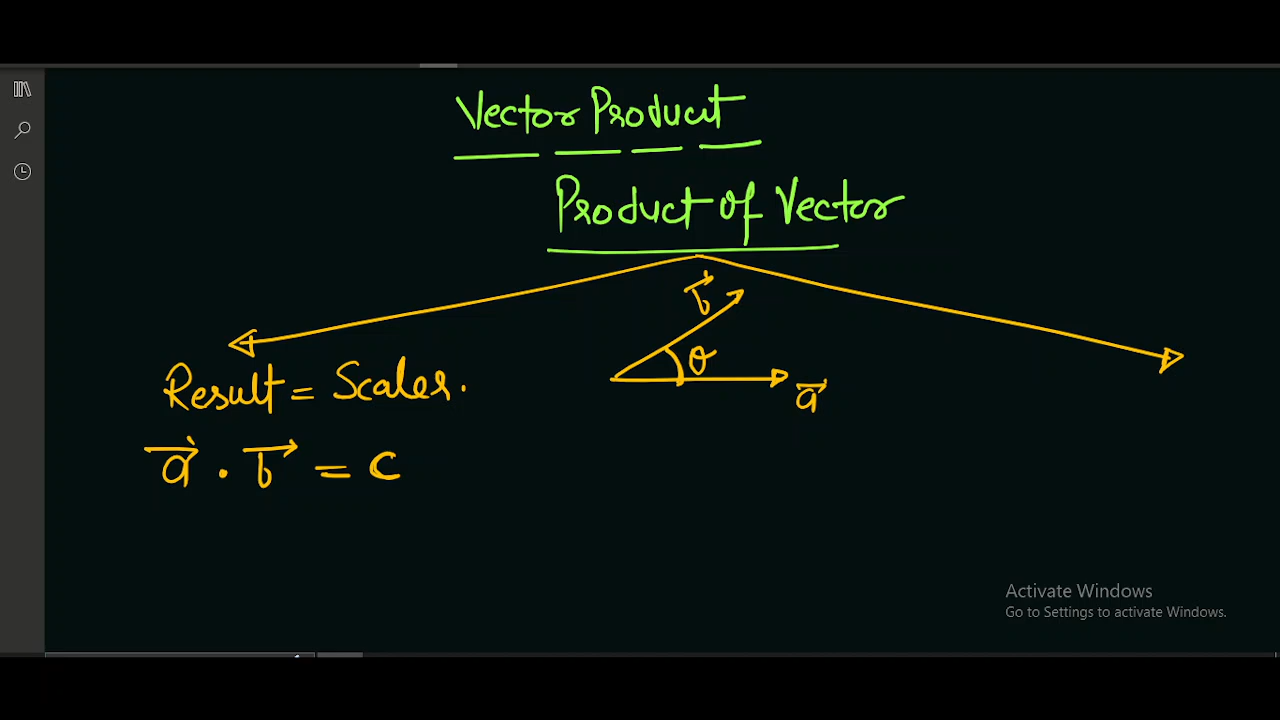 Vector Product
Product of Vector
b⃗
θ
a⃗
Result = Scaler.
a⃗ . b⃗ = c
Activate Windows
Go to Settings to activate Windows.